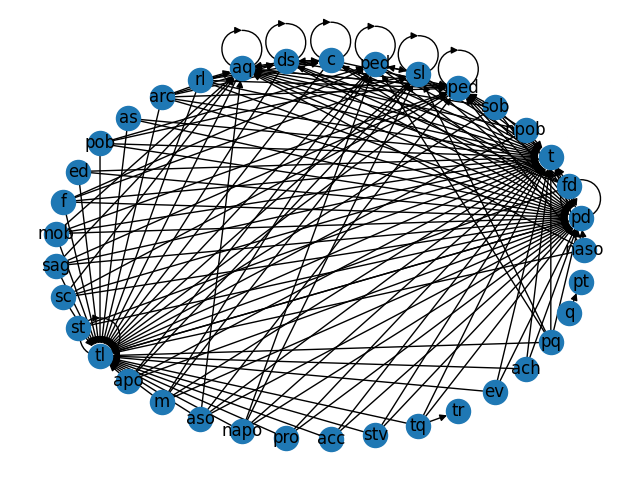 c
ds
ped
aq
sl
rl
ped
arc
sob
as
npob
pob
t
ed
fd
f
pd
mob
naso
sag
pt
sc
q
st
pq
tl
ach
apo
ev
m
tr
aso
tq
napo
stv
pro
acc